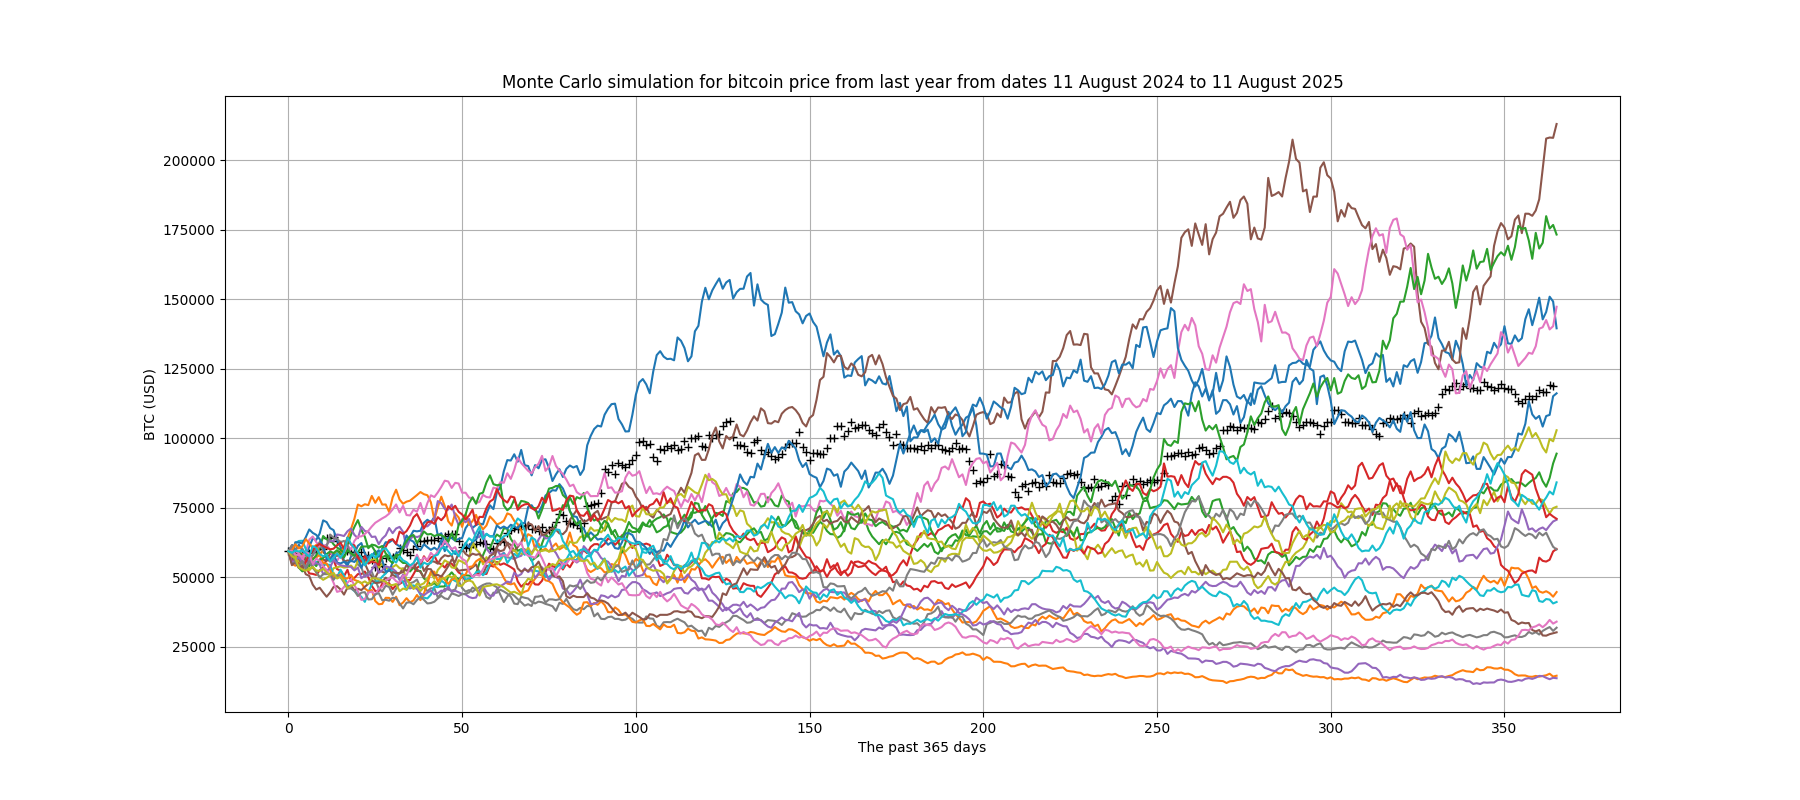 Monte Carlo simulation for bitcoin price from last year from dates 11 August 2024 to 11 August 2025
200000
175000
150000
125000
100000
75000
50000
25000
BTC (USD)
0 50 100 150 200 250 300 350
The past 365 days